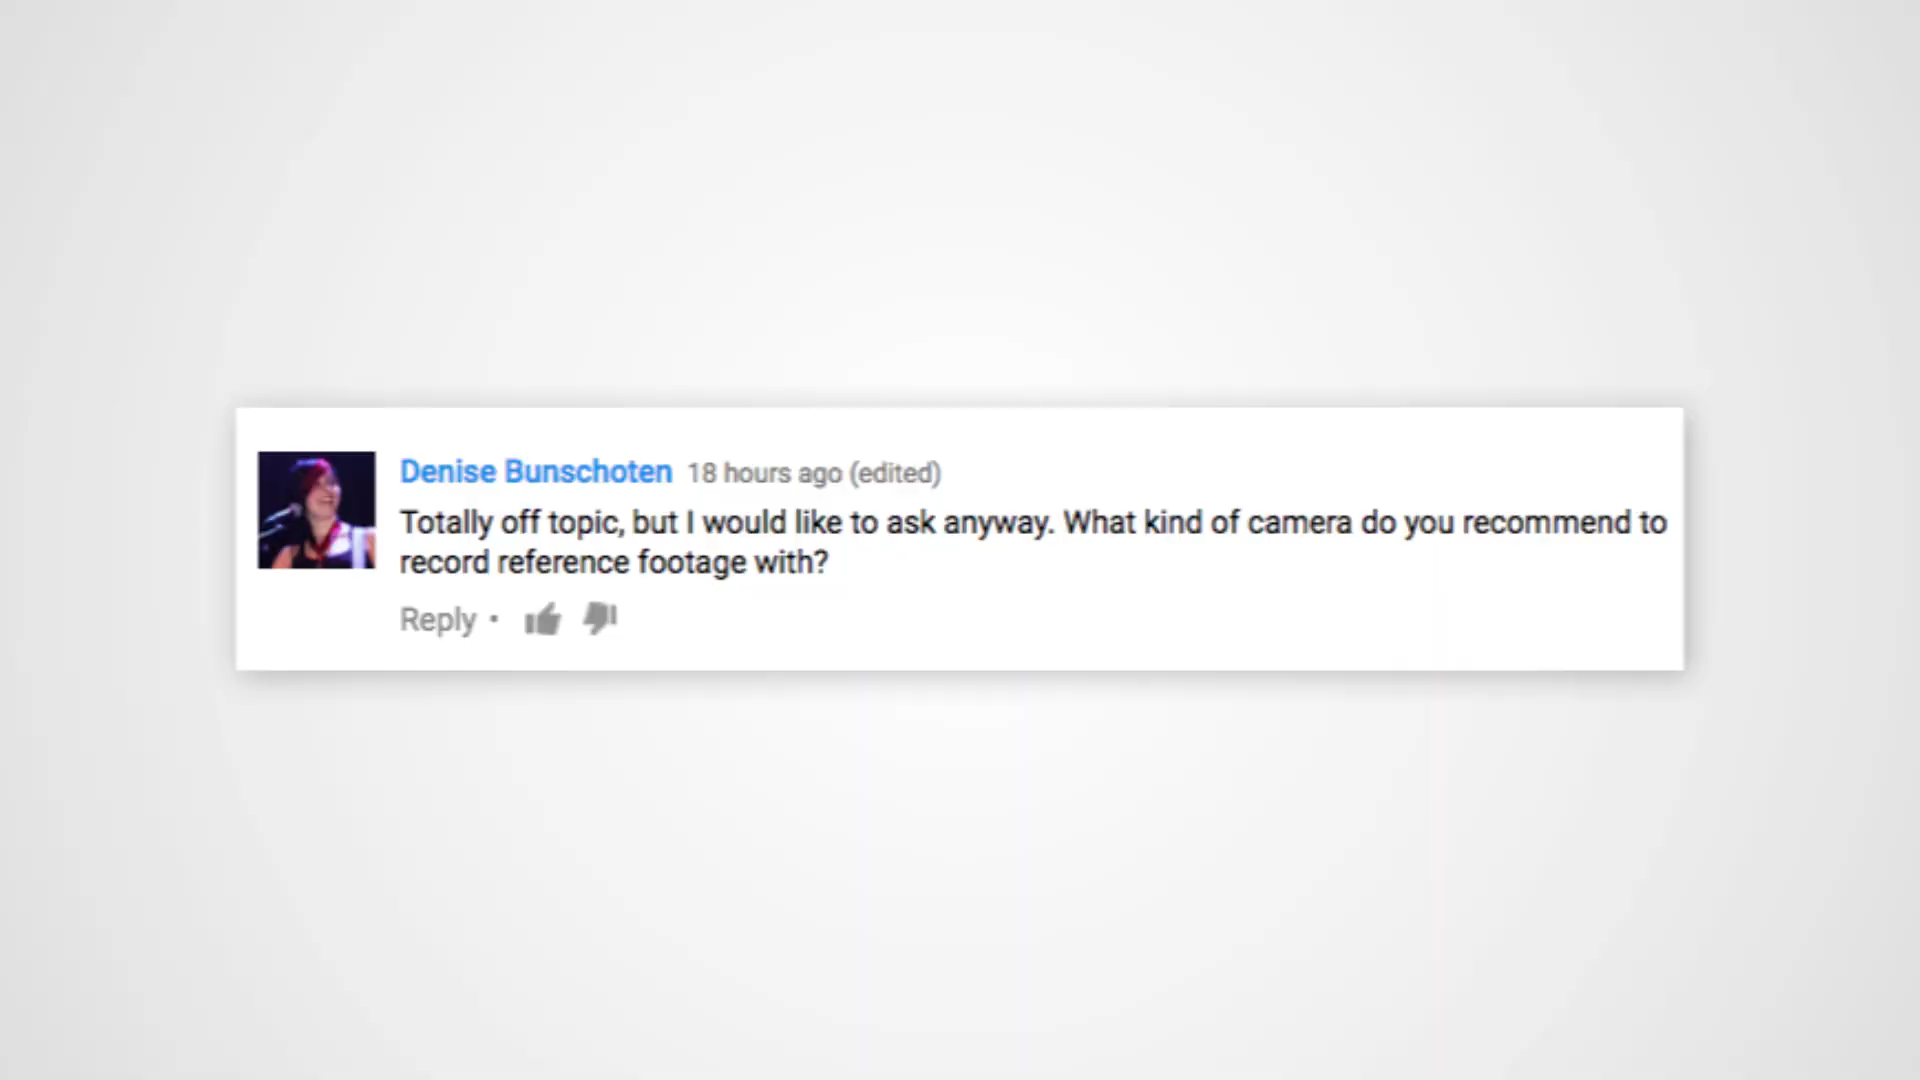 Denise Bunschoten 18 hours ago (edited)
Totally off topic, but I would like to ask anyway. What kind of camera do you recommend to
record reference footage with?
Reply •